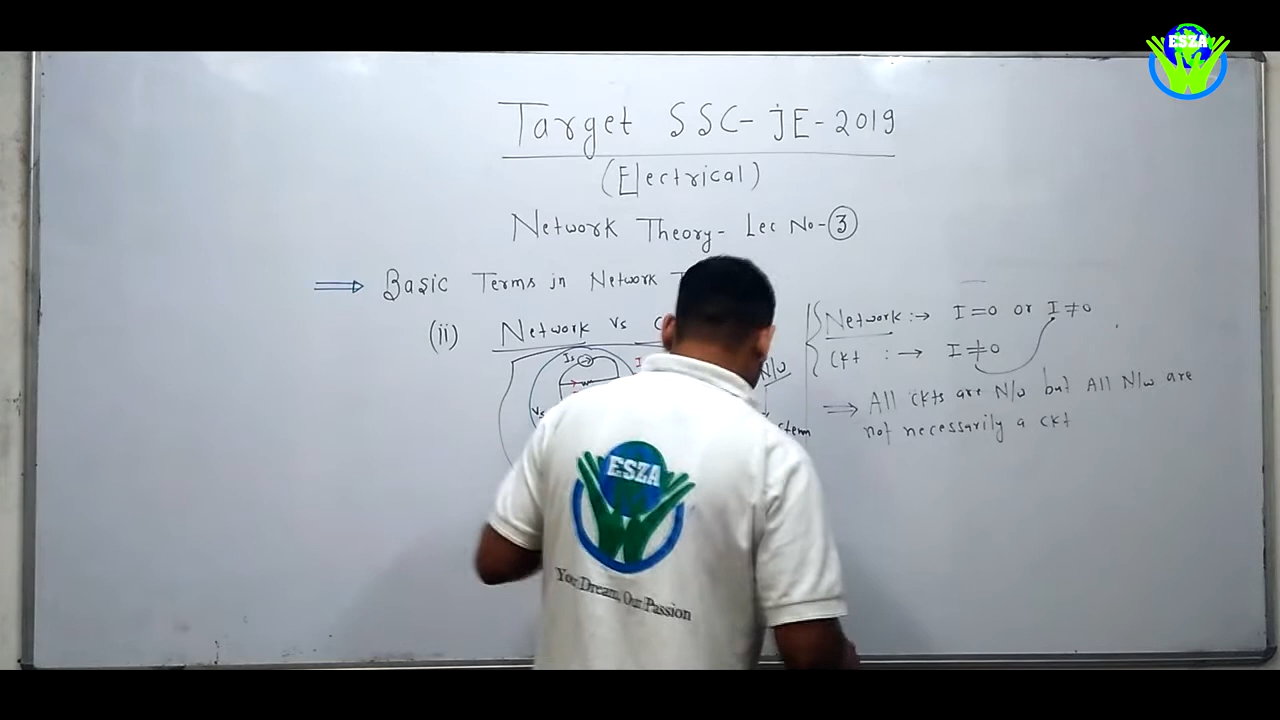 ESZA
Target SSC-JE-2019
(Electrical)
Network Theory- Lec No-3
⇒ Basic Terms in Network
(ii) Network Vs
Network :→ I=0 or I≠0
Ckt :→ I≠0
⇒ All ckts are N/w but All N/w are
not necessarily a ckt
Is
Vs
N/w
ESZA
Your Dream, Our Passion